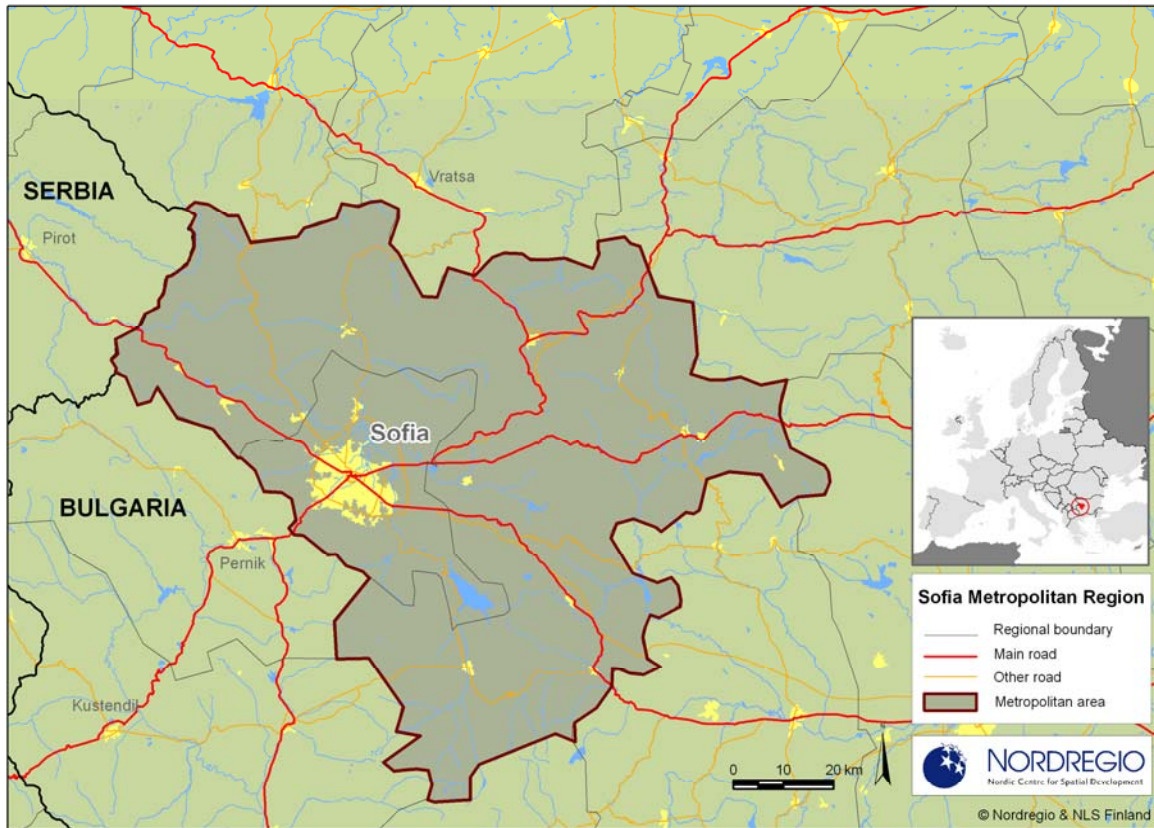 Vratsa
SERBIA
Pirot
Sofia
BULGARIA
Pernik
Kustendil
Sofia Metropolitan Region
Regional boundary
Main road
Other road
Metropolitan area
0 10 20 km
NORDREGIO
Nordic Centre for Spatial Development
© Nordregio & NLS Finland